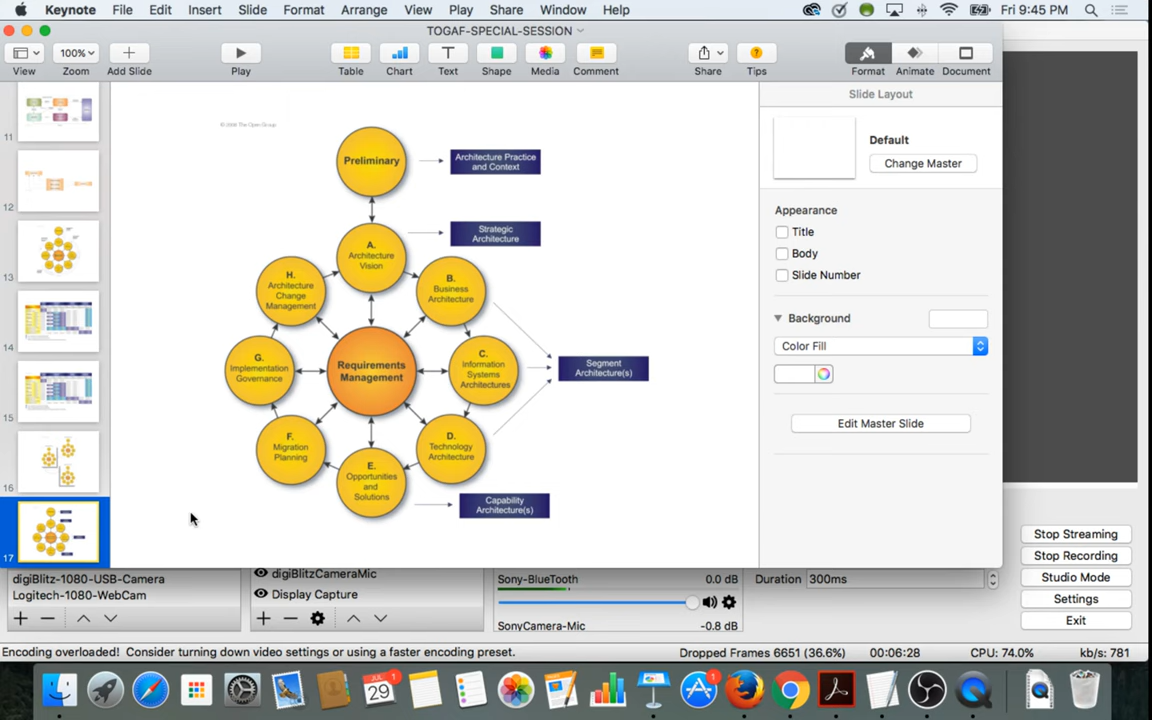 Keynote File Edit Insert Slide Format Arrange View Play Share Window Help
Fri 9:45 PM
TOGAF-SPECIAL-SESSION
100%
View Zoom Add Slide Play Table Chart Text Shape Media Comment Share Tips Format Animate Document
Slide Layout
Default
Change Master
Appearance
Title
Body
Slide Number
Background
Color Fill
Edit Master Slide
11
12
13
14
15
16
17
Preliminary
Architecture Practice
and Context
A.
Architecture
Vision
Strategic
Architecture
H.
Architecture
Change
Management
B.
Business
Architecture
G.
Implementation
Governance
Requirements
Management
C.
Information
Systems
Architectures
Segment
Architecture(s)
F.
Migration
Planning
D.
Technology
Architecture
E.
Opportunities
and
Solutions
Capability
Architecture(s)
Stop Streaming
Stop Recording
Studio Mode
Settings
Exit
digiBlitz-1080-USB-Camera
Logitech-1080-WebCam
digiBlitzCameraMic
Display Capture
Sony-BlueTooth 0.0 dB
SonyCamera-Mic -0.8 dB
Duration 300ms
Encoding overloaded! Consider turning down video settings or using a faster encoding preset.
Dropped Frames 6651 (36.6%) 00:06:28 CPU: 74.0% kb/s: 781
JUL
29
1
1